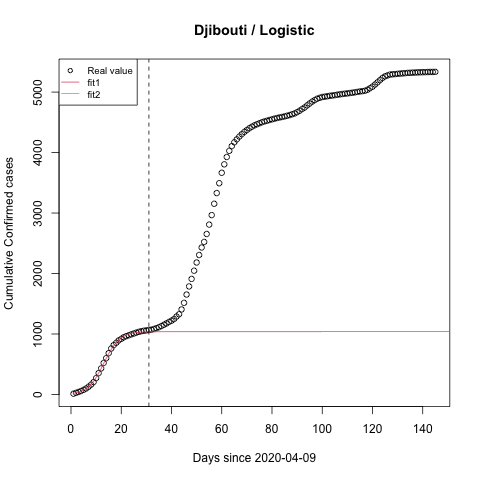 Djibouti / Logistic
Real value
fit1
fit2
Cumulative Confirmed cases
5000
4000
3000
2000
1000
0
0 20 40 60 80 100 120 140
Days since 2020-04-09